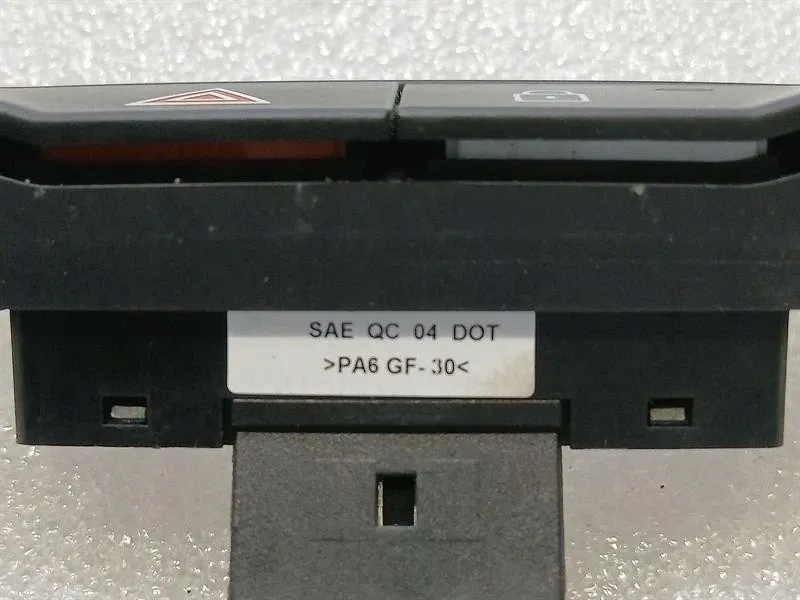 SAE QC 04 DOT
>PA6 GF-30<